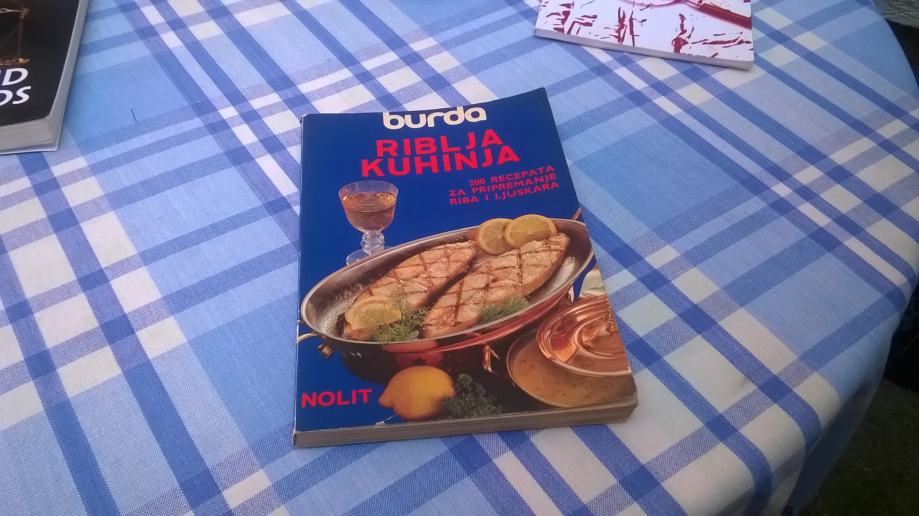 burda
RIBLJA
KUHINJA
200 RECEPATA
ZA PRIPREMANJE
RIBA I LJUSKARA
NOLIT